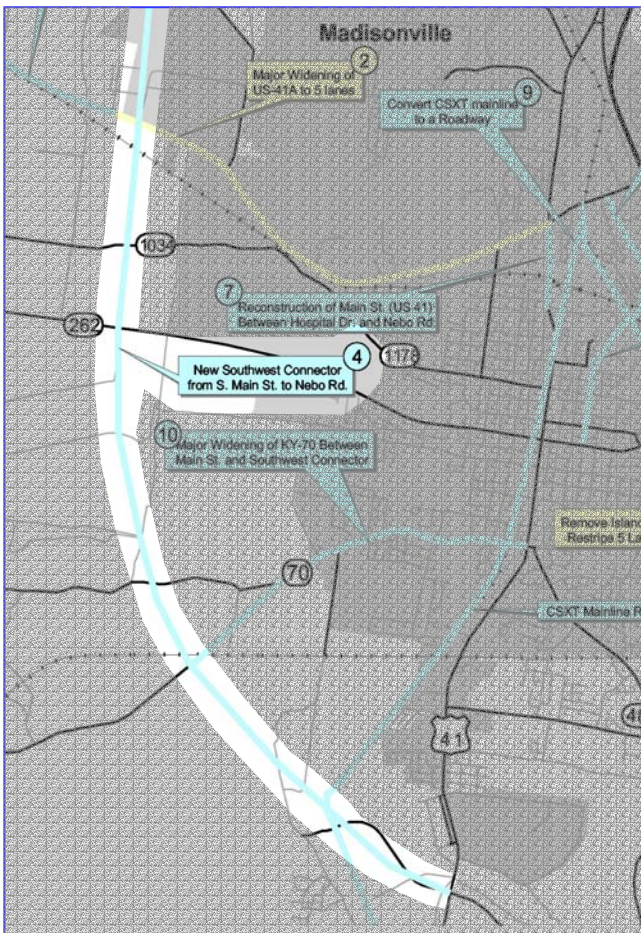 Madisonville
2
Major Widening of
US-41A to 5 lanes
9
Convert CSXT mainline
to a Roadway
1034
7
Reconstruction of Main St. (US 41)
Between Hospital Dr. and Nebo Rd.
262
4
1178
New Southwest Connector
from S. Main St. to Nebo Rd.
10
Major Widening of KY-70 Between
Main St. and Southwest Connector
Remove Islan
Restripe 5 La
70
CSXT Mainline R
41